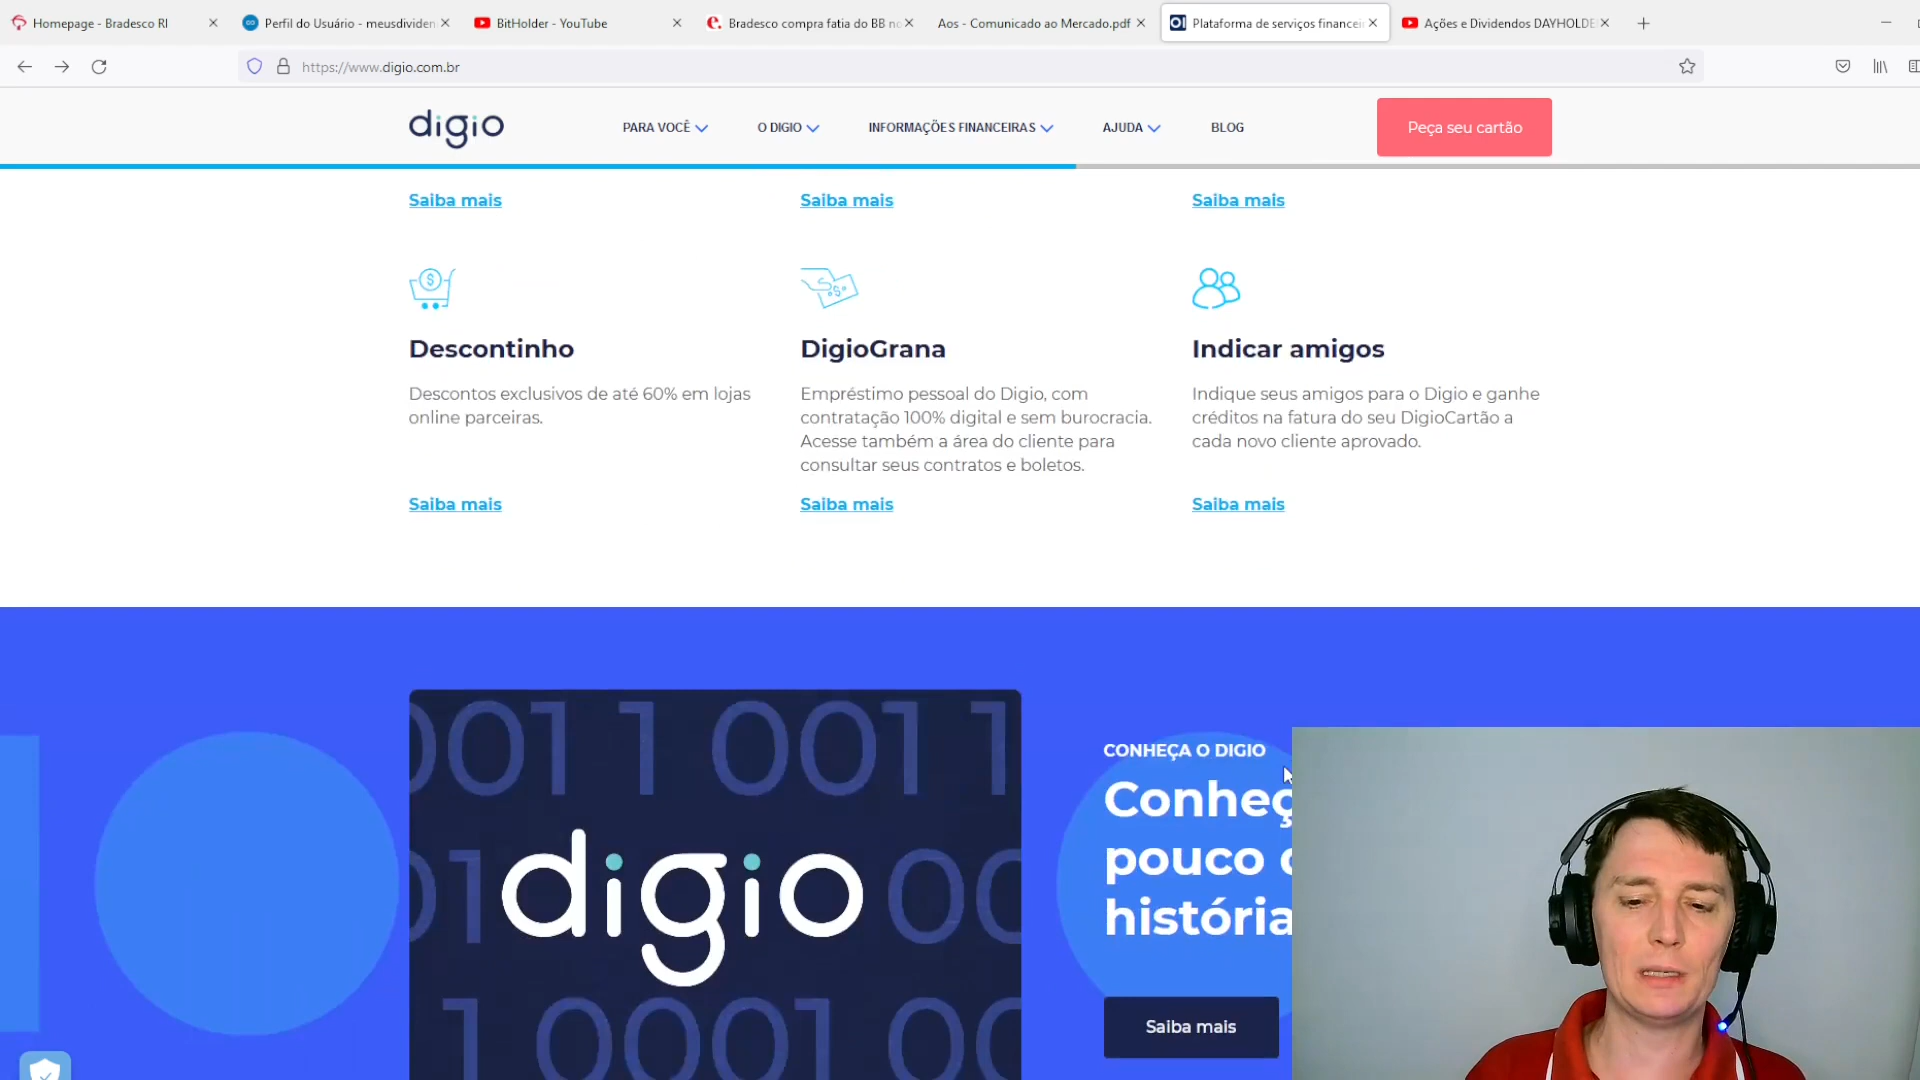 Homepage - Bradesco RI
Perfil do Usuário - meusdividen
BitHolder - YouTube
Bradesco compra fatia do BB no
Aos - Comunicado ao Mercado.pdf
Plataforma de serviços financei
Ações e Dividendos DAYHOLDE
https://www.digio.com.br
digio
PARA VOCÊ
O DIGIO
INFORMAÇÕES FINANCEIRAS
AJUDA
BLOG
Peça seu cartão
Saiba mais
Saiba mais
Saiba mais
Descontinho
Descontos exclusivos de até 60% em lojas
online parceiras.
Saiba mais
DigioGrana
Empréstimo pessoal do Digio, com
contratação 100% digital e sem burocracia.
Acesse também a área do cliente para
consultar seus contratos e boletos.
Saiba mais
Indicar amigos
Indique seus amigos para o Digio e ganhe
créditos na fatura do seu DigioCartão a
cada novo cliente aprovado.
Saiba mais
digio
CONHEÇA O DIGIO
Conheç
pouco
história
Saiba mais